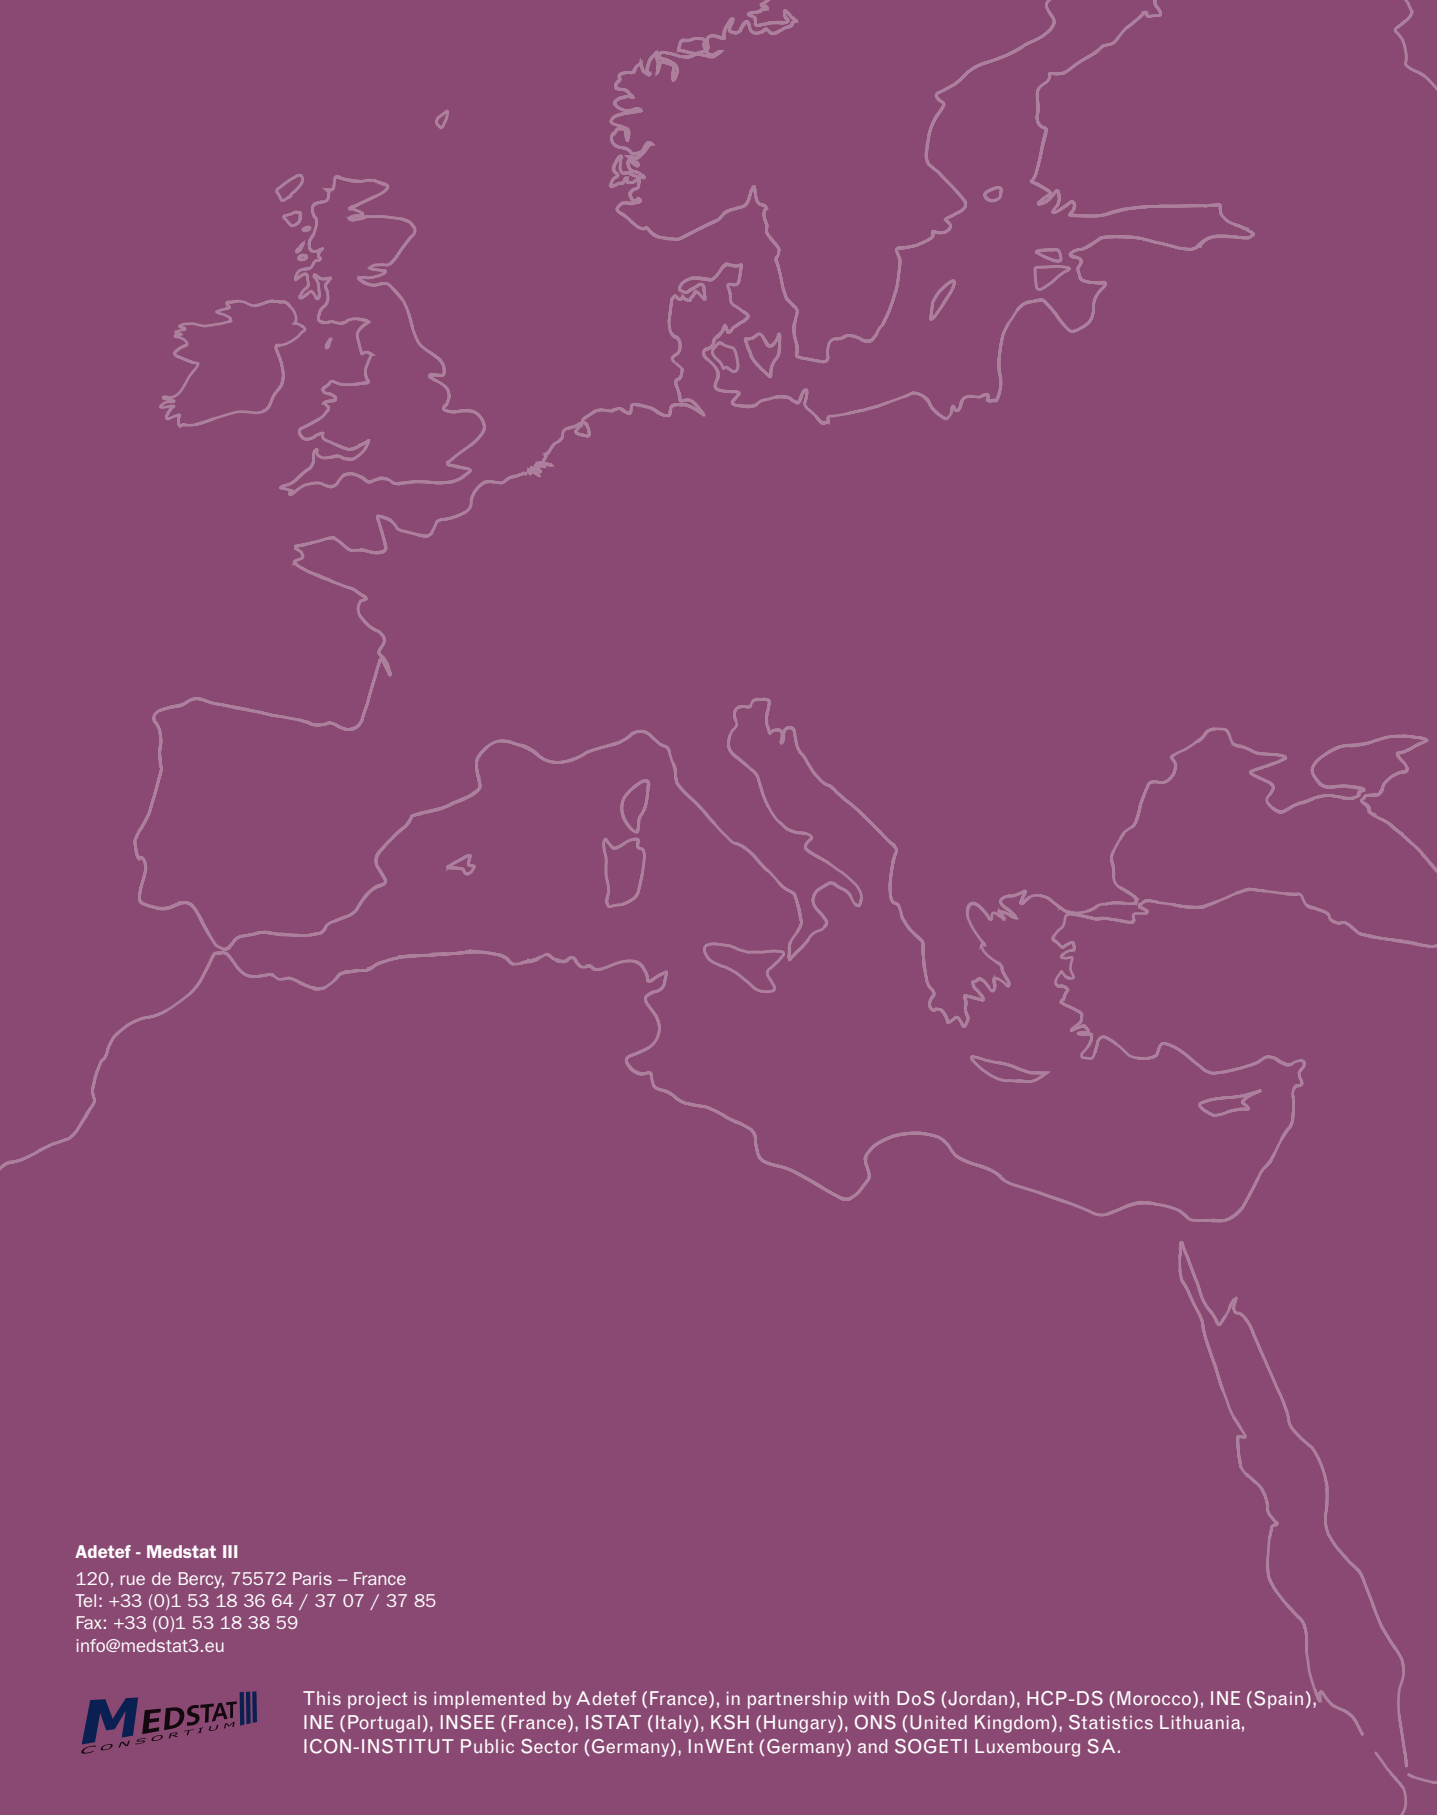 Adetef - Medstat III
120, rue de Bercy, 75572 Paris – France
Tel: +33 (0)1 53 18 36 64 / 37 07 / 37 85
Fax: +33 (0)1 53 18 38 59
info@medstat3.eu
MEDSTAT III
CONSORTIUM
This project is implemented by Adetef (France), in partnership with DoS (Jordan), HCP-DS (Morocco), INE (Spain),
INE (Portugal), INSEE (France), ISTAT (Italy), KSH (Hungary), ONS (United Kingdom), Statistics Lithuania,
ICON-INSTITUT Public Sector (Germany), InWEnt (Germany) and SOGETI Luxembourg SA.